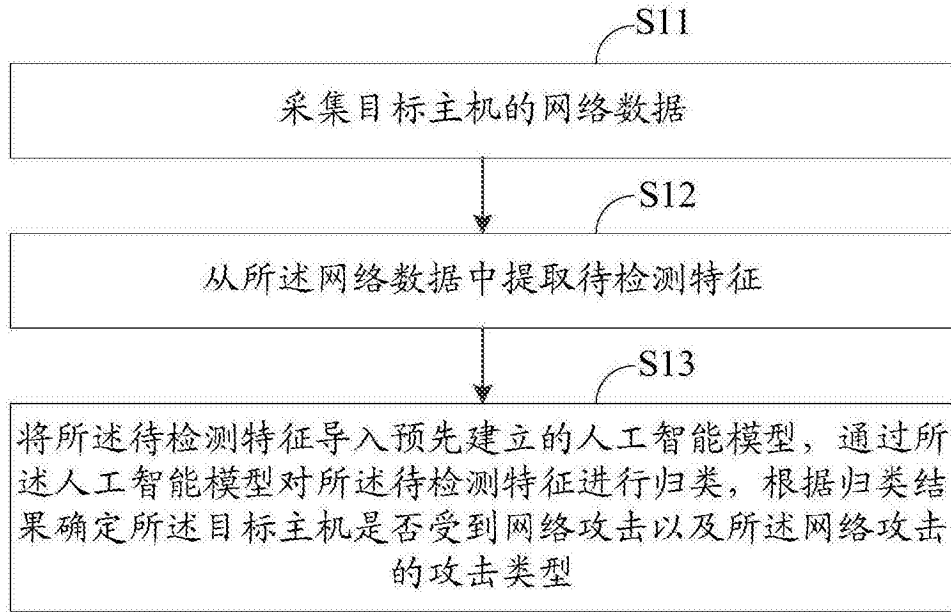 S11
采集目标主机的网络数据
S12
从所述网络数据中提取待检测特征
S13
将所述待检测特征导入预先建立的人工智能模型，通过所
述人工智能模型对所述待检测特征进行归类，根据归类结
果确定所述目标主机是否受到网络攻击以及所述网络攻击
的攻击类型